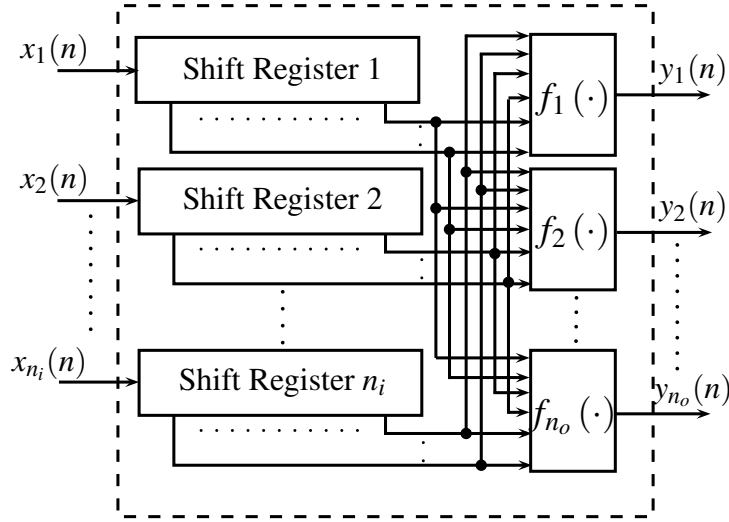 x₁(n)
Shift Register 1
f₁(·)
y₁(n)
x₂(n)
Shift Register 2
f₂(·)
y₂(n)
xₙᵢ(n)
Shift Register nᵢ
fₙₒ(·)
yₙₒ(n)